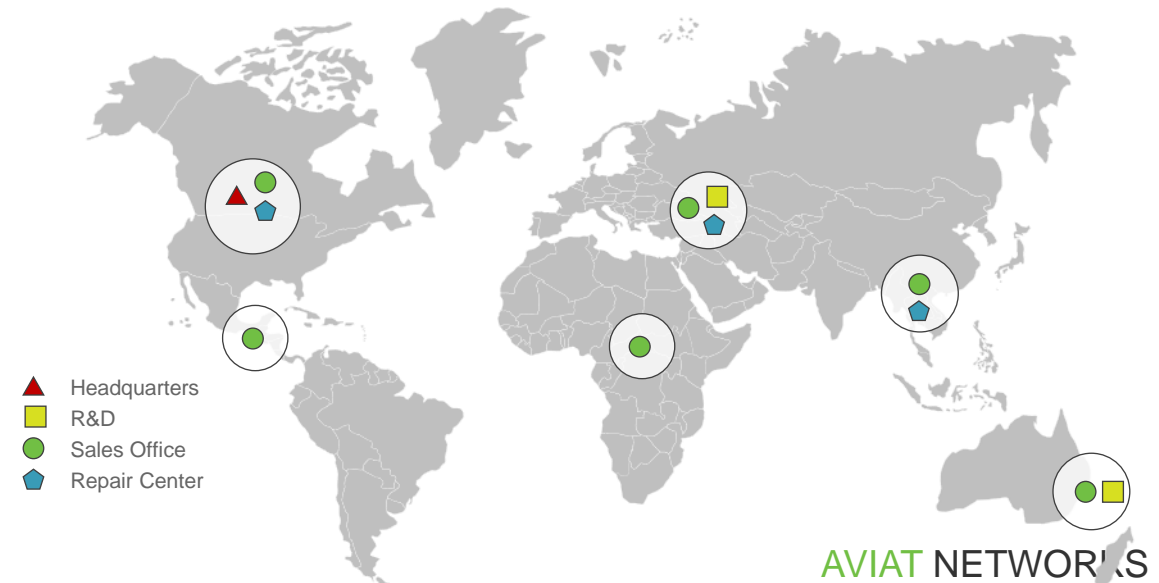 Headquarters
R&D
Sales Office
Repair Center
AVIAT NETWORKS